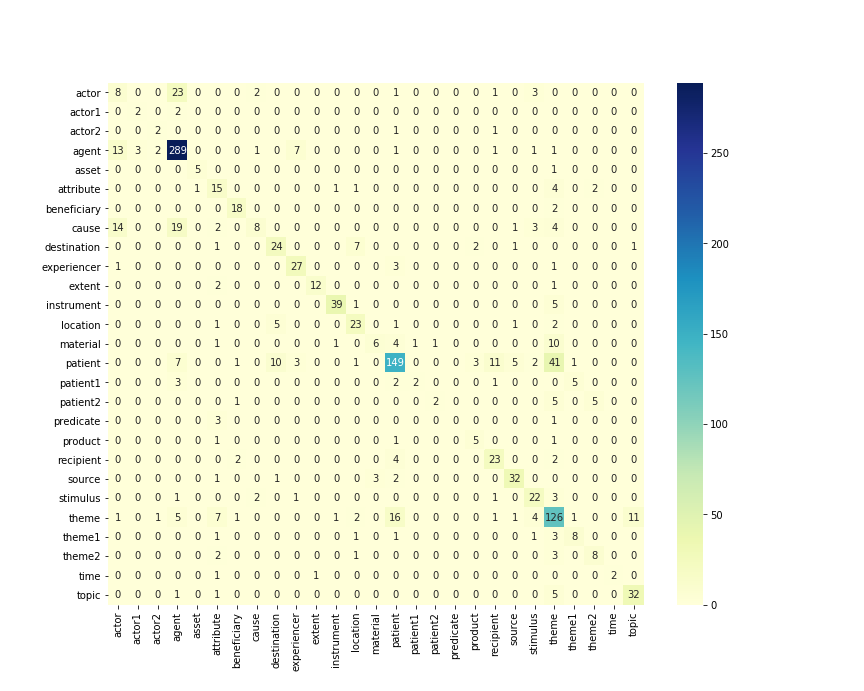 actor 8 0 0 23 0 0 0 2 0 0 0 0 0 0 1 0 0 0 0 1 0 3 0 0 0 0 0
actor1 0 2 0 2 0 0 0 0 0 0 0 0 0 0 0 0 0 0 0 0 0 0 0 0 0 0 0
actor2 0 0 2 0 0 0 0 0 0 0 0 0 0 0 1 0 0 0 0 1 0 0 0 0 0 0 0
agent 13 3 2 289 0 0 0 1 0 7 0 0 0 0 1 0 0 0 0 1 0 1 1 0 0 0 0
asset 0 0 0 0 5 0 0 0 0 0 0 0 0 0 0 0 0 0 0 0 0 0 1 0 0 0 0
attribute 0 0 0 0 1 15 0 0 0 0 0 1 1 0 0 0 0 0 0 0 0 0 4 0 2 0 0
beneficiary 0 0 0 0 0 0 18 0 0 0 0 0 0 0 0 0 0 0 0 0 0 0 2 0 0 0 0
cause 14 0 0 19 0 2 0 8 0 0 0 0 0 0 0 0 0 0 0 0 1 3 4 0 0 0 0
destination 0 0 0 0 0 1 0 0 24 0 0 0 7 0 0 0 0 0 2 0 1 0 0 0 0 0 1
experiencer 1 0 0 0 0 0 0 0 0 27 0 0 0 0 3 0 0 0 0 0 0 0 1 0 0 0 0
extent 0 0 0 0 0 2 0 0 0 0 12 0 0 0 0 0 0 0 0 0 0 0 1 0 0 0 0
instrument 0 0 0 0 0 0 0 0 0 0 0 39 1 0 0 0 0 0 0 0 0 0 5 0 0 0 0
location 0 0 0 0 0 1 0 0 5 0 0 0 23 0 1 0 0 0 0 0 1 0 2 0 0 0 0
material 0 0 0 0 0 1 0 0 0 0 0 1 0 6 4 1 1 0 0 0 0 0 10 0 0 0 0
patient 0 0 0 7 0 0 1 0 10 3 0 0 1 0 149 0 0 0 3 11 5 2 41 1 0 0 0
patient1 0 0 0 3 0 0 0 0 0 0 0 0 0 0 2 2 0 0 0 1 0 0 0 5 0 0 0
patient2 0 0 0 0 0 0 1 0 0 0 0 0 0 0 0 0 2 0 0 0 0 0 5 0 5 0 0
predicate 0 0 0 0 0 3 0 0 0 0 0 0 0 0 0 0 0 0 0 0 0 0 1 0 0 0 0
product 0 0 0 0 0 1 0 0 0 0 0 0 0 0 1 0 0 0 5 0 0 0 1 0 0 0 0
recipient 0 0 0 0 0 0 2 0 0 0 0 0 0 0 4 0 0 0 0 23 0 0 2 0 0 0 0
source 0 0 0 0 0 1 0 0 1 0 0 0 0 3 2 0 0 0 0 0 32 0 0 0 0 0 0
stimulus 0 0 0 1 0 0 0 2 0 1 0 0 0 0 0 0 0 0 0 1 0 22 3 0 0 0 0
theme 1 0 1 5 0 7 1 0 0 0 0 1 2 0 16 0 0 0 0 1 1 4 126 1 0 0 11
theme1 0 0 0 0 0 1 0 0 0 0 0 0 1 0 1 0 0 0 0 0 0 1 3 8 0 0 0
theme2 0 0 0 0 0 2 0 0 0 0 0 0 1 0 0 0 0 0 0 0 0 0 3 0 8 0 0
time 0 0 0 0 0 1 0 0 0 0 1 0 0 0 0 0 0 0 0 0 0 0 0 0 0 2 0
topic 0 0 0 1 0 1 0 0 0 0 0 0 0 0 0 0 0 0 0 0 0 0 5 0 0 0 32
actor actor1 actor2 agent asset attribute beneficiary cause destination experiencer extent instrument location material patient patient1 patient2 predicate product recipient source stimulus theme theme1 theme2 time topic
250
200
150
100
50
0